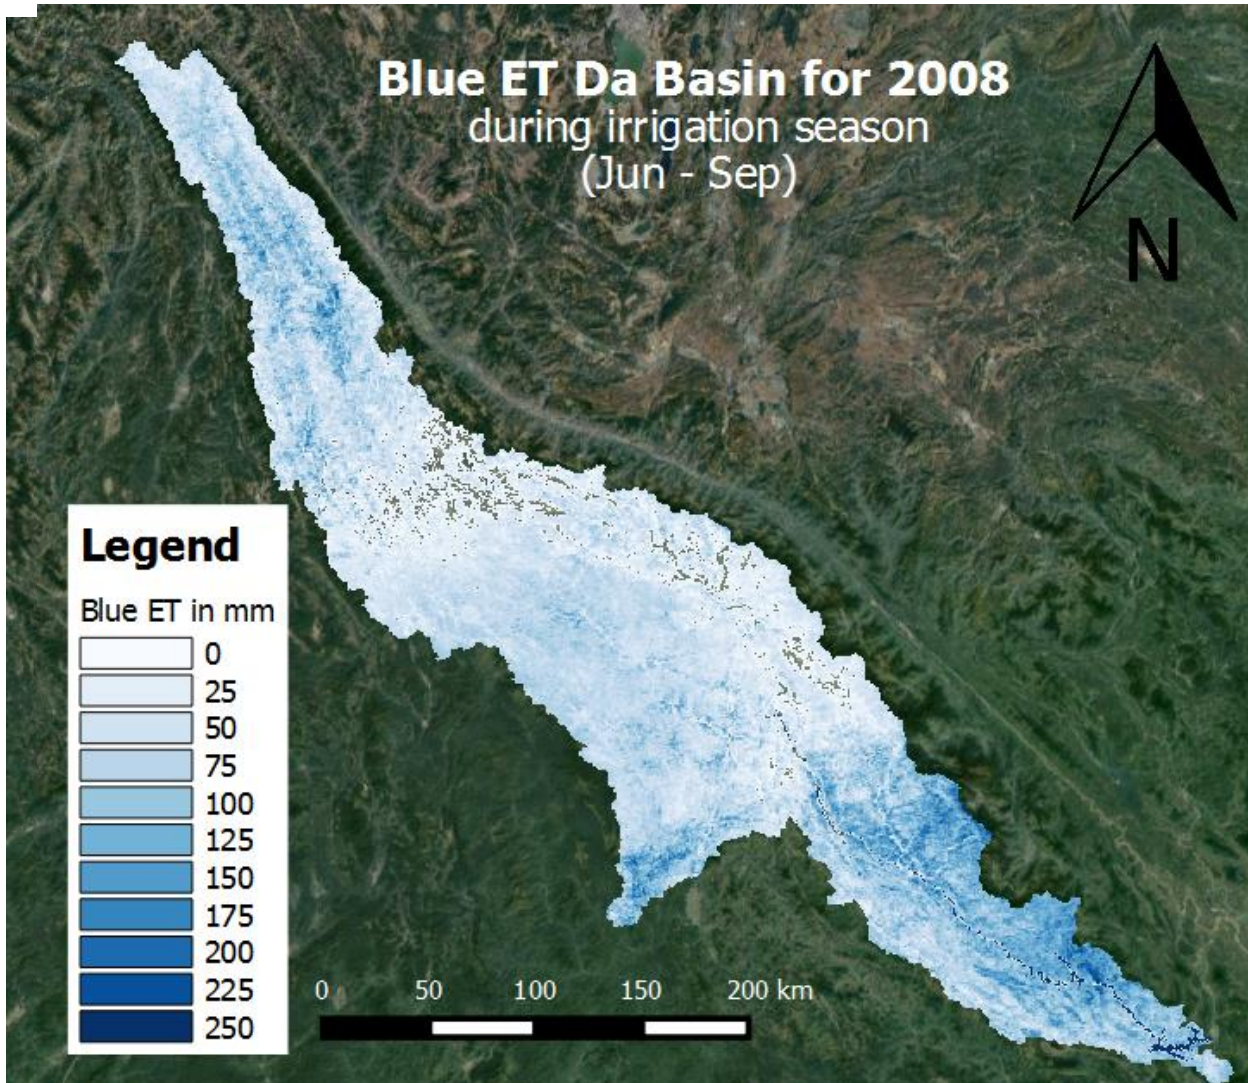 Blue ET Da Basin for 2008
during irrigation season
(Jun - Sep)
N
Legend
Blue ET in mm
0
25
50
75
100
125
150
175
200
225
250
0 50 100 150 200 km